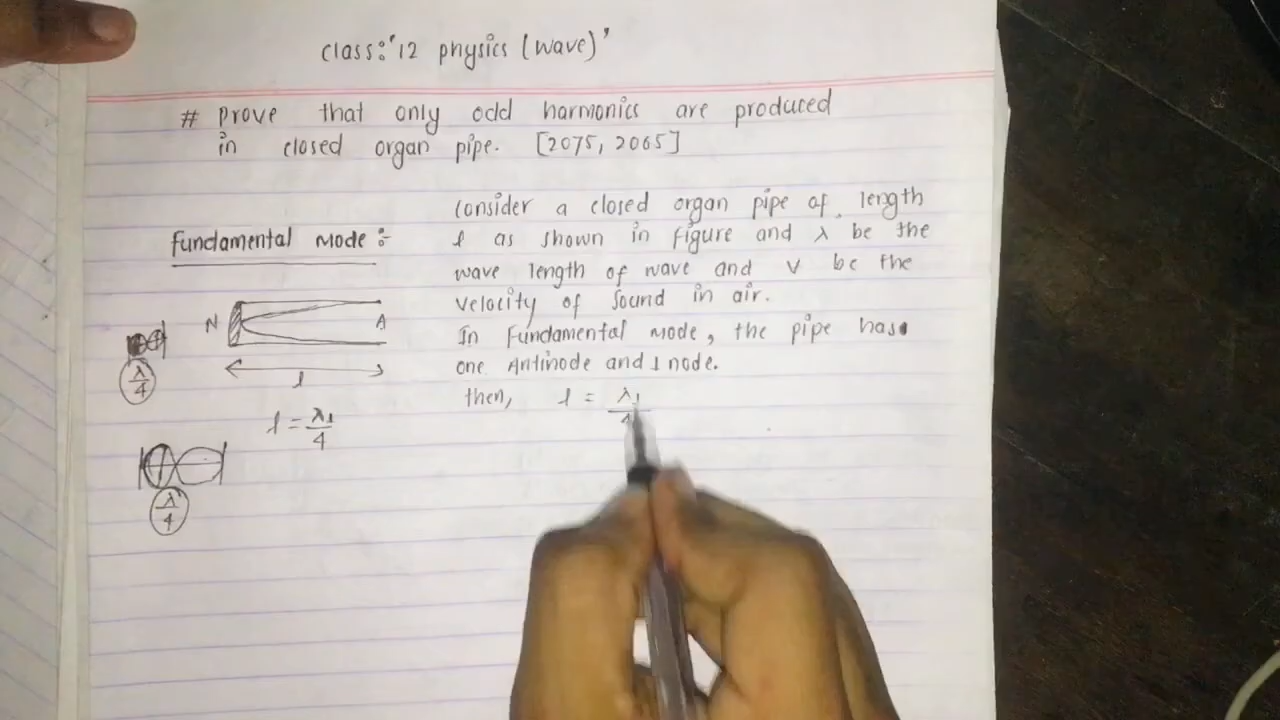 class:'12 physics (wave)'
# prove that only odd harmonics are produced
in closed organ pipe. [2075, 2065]
Fundamental Mode:-
N
A
l
l = λ1/4
λ/4
λ/4
Consider a closed organ pipe of length
l as shown in figure and λ be the
wave length of wave and v be the
velocity of sound in air.
In Fundamental mode, the pipe has
one Antinode and 1 node.
then, l = λ1/4